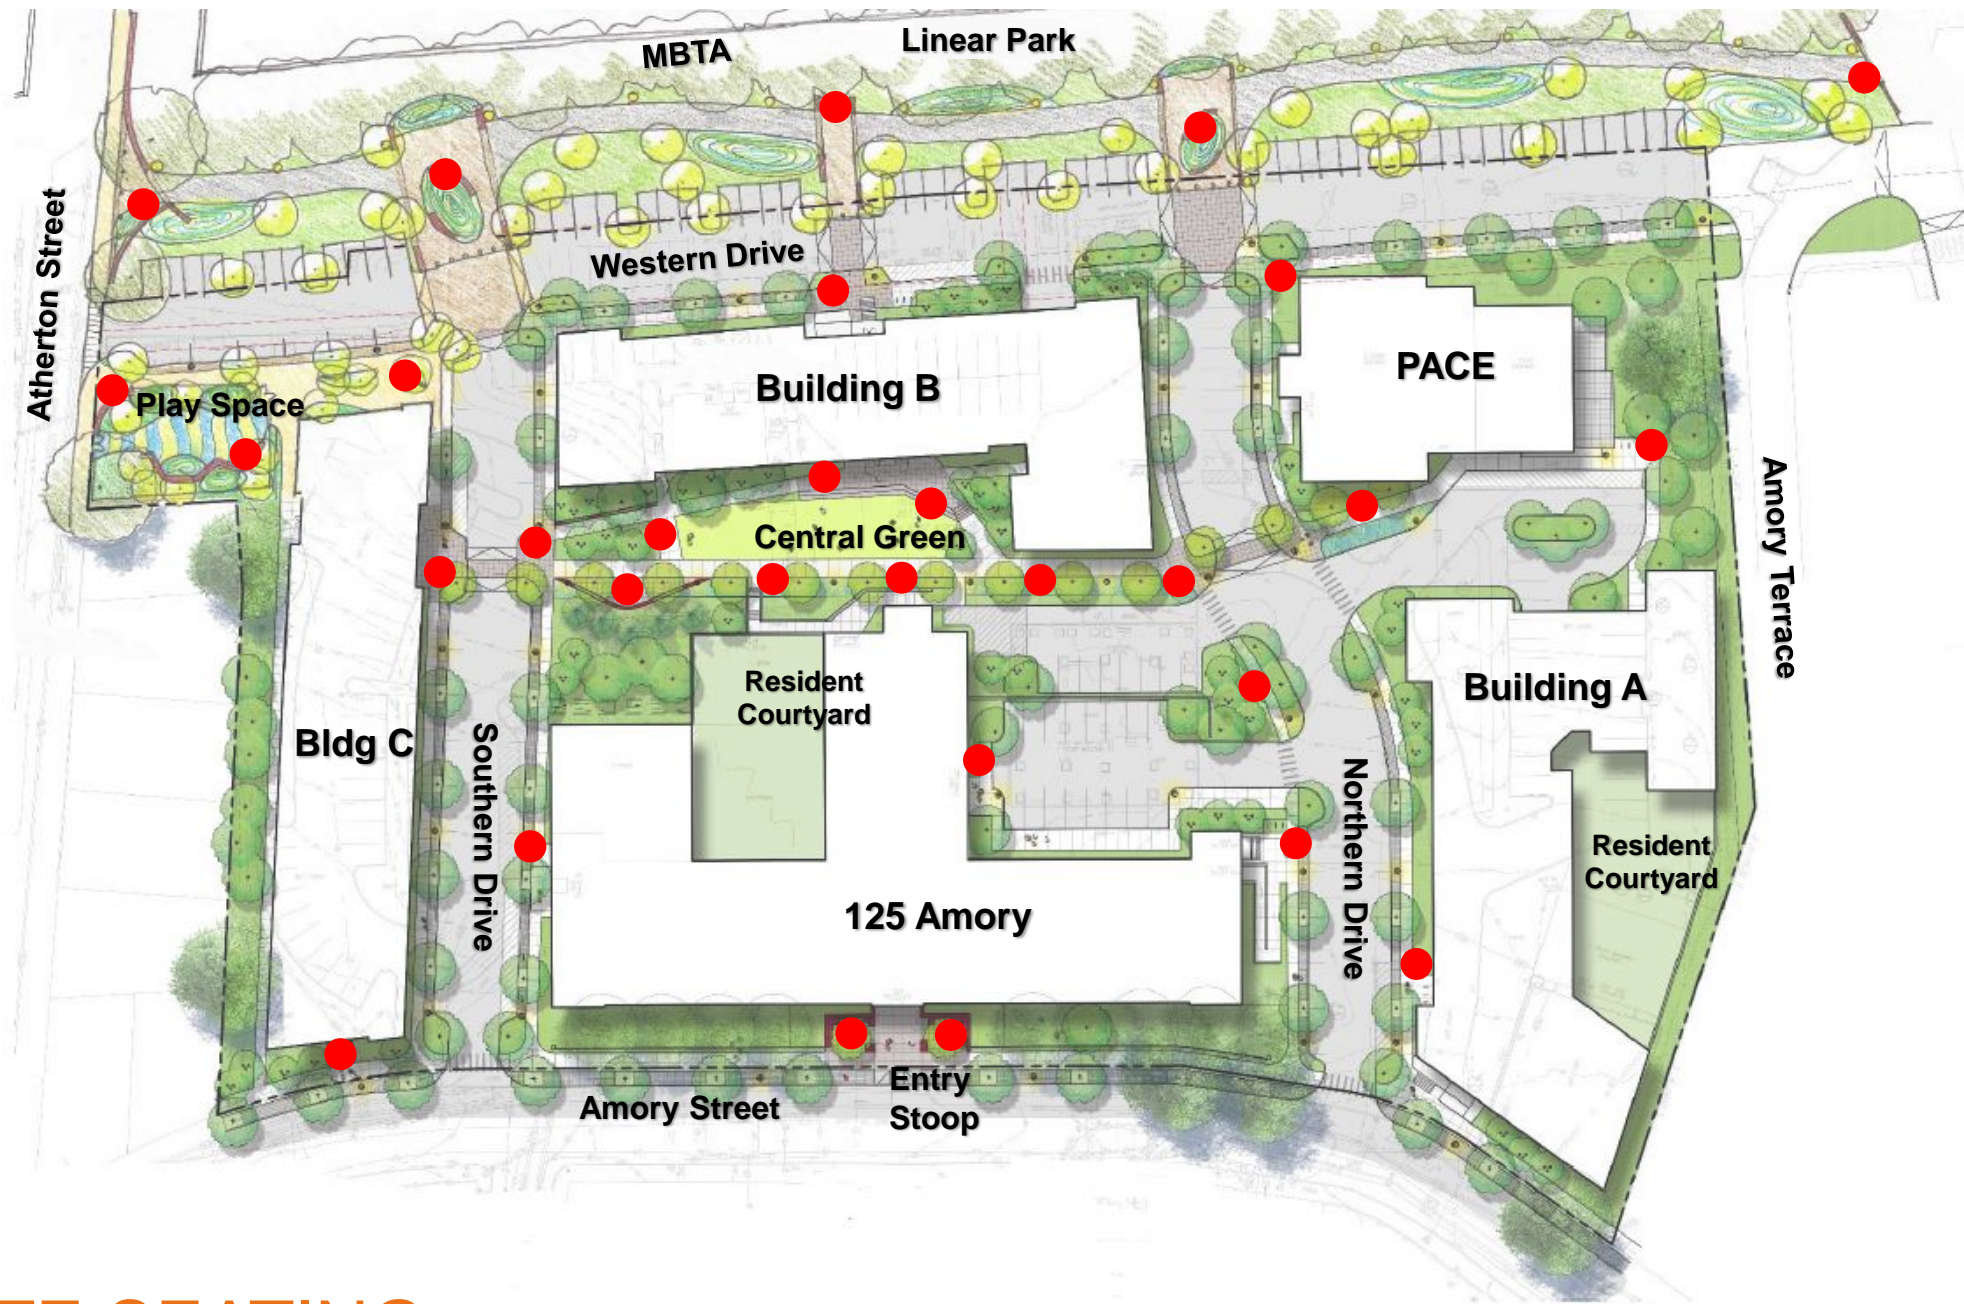 Linear Park
MBTA
Atherton Street
Western Drive
PACE
Building B
Play Space
Central Green
Amory Terrace
Resident
Courtyard
Building A
Bldg C
Southern Drive
Northern Drive
Resident
Courtyard
125 Amory
Entry
Stoop
Amory Street
SEATING